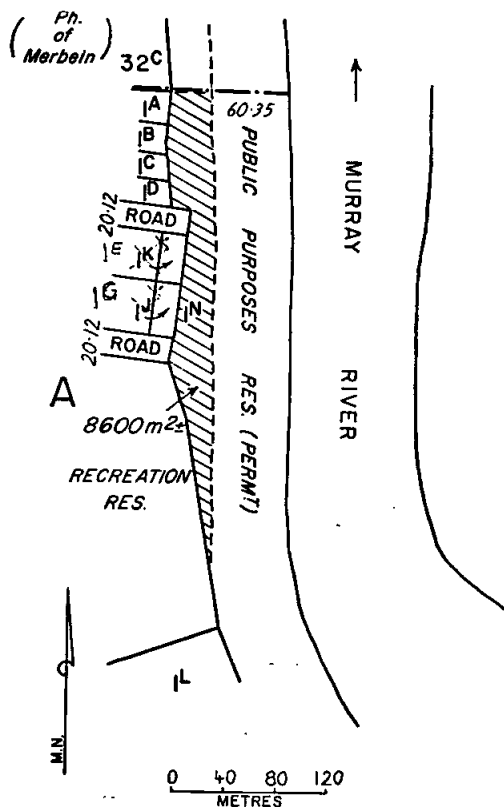 (Ph.
of
Merbein)
32C
1A
1B
1C
1D
60·35
20·12
ROAD
1E
1K
1G
1J
1N
ROAD
20·12
A
8600m²±
RECREATION
RES.
PUBLIC PURPOSES RES. (PERMT.)
MURRAY
RIVER
1L
M.N.
0 40 80 120
METRES